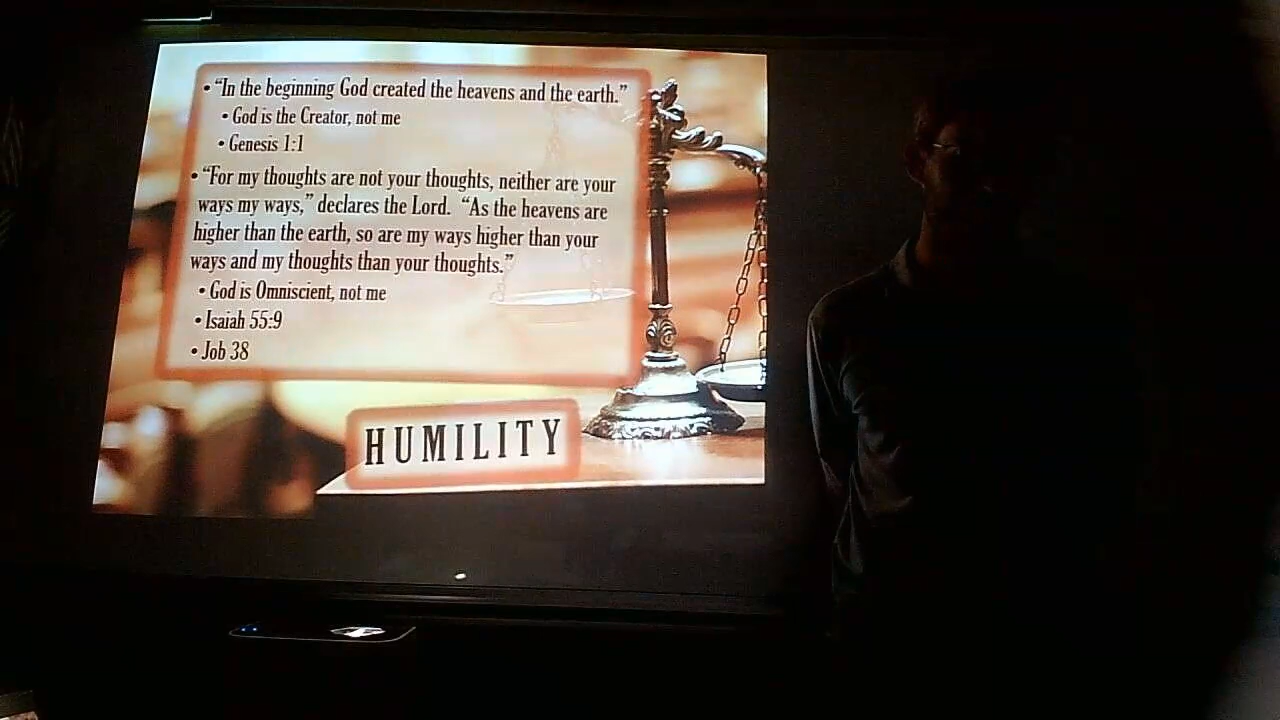 • “In the beginning God created the heavens and the earth.”
• God is the Creator, not me
• Genesis 1:1
• “For my thoughts are not your thoughts, neither are your
ways my ways,” declares the Lord.  “As the heavens are
higher than the earth, so are my ways higher than your
ways and my thoughts than your thoughts.”
• God is Omniscient, not me
• Isaiah 55:9
• Job 38
HUMILITY